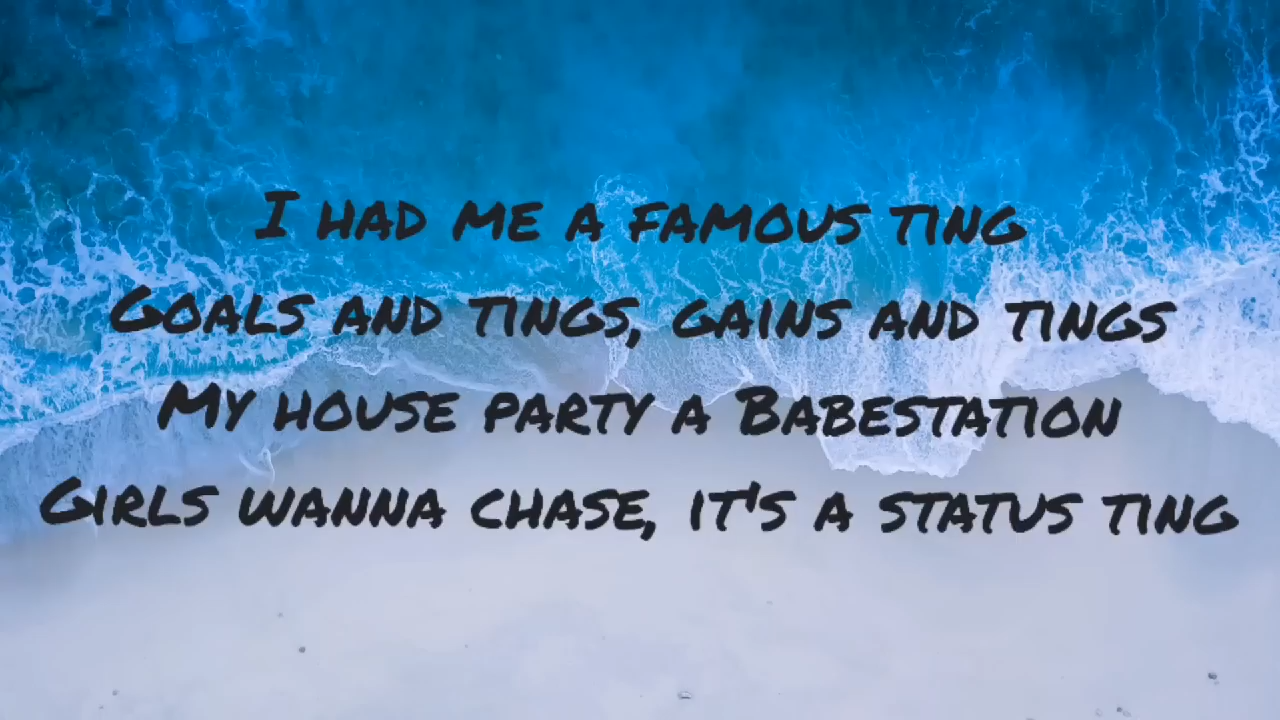 I had me a famous ting
Goals and tings, gains and tings
My house party a Babestation
Girls wanna chase, it's a status ting